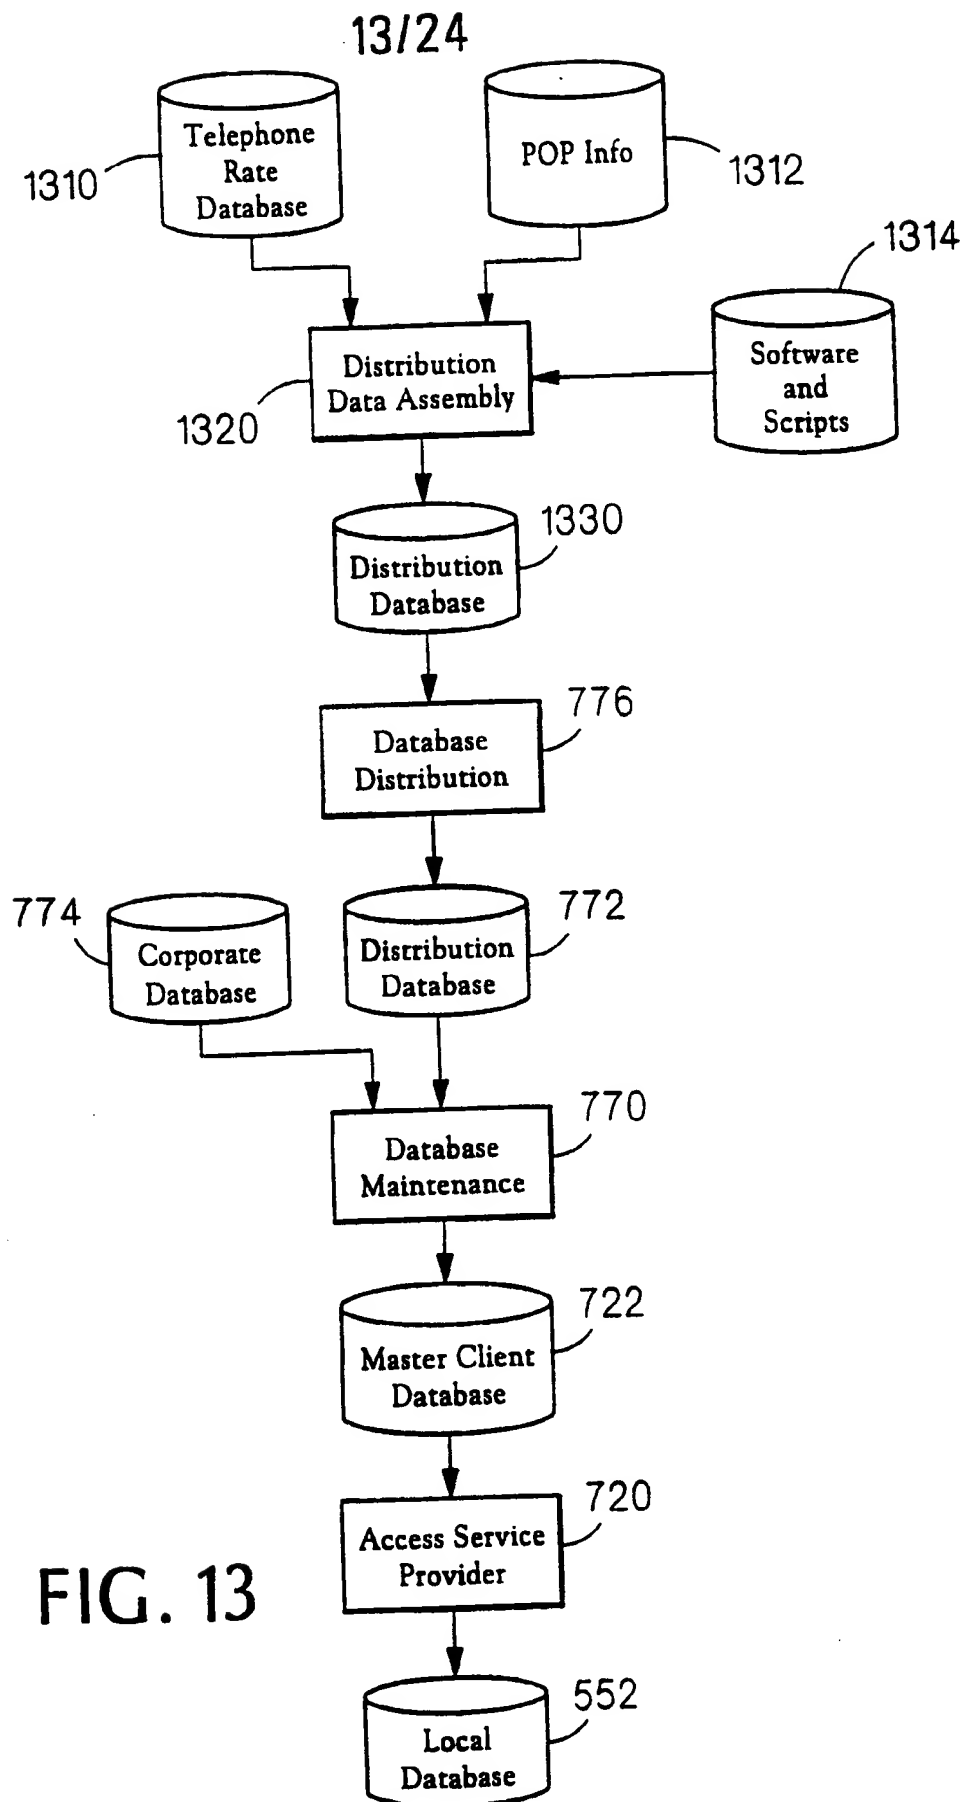 13/24
Telephone
Rate
Database
1310
POP Info
1312
1314
Software
and
Scripts
Distribution
Data Assembly
1320
1330
Distribution
Database
776
Database
Distribution
774
Corporate
Database
772
Distribution
Database
770
Database
Maintenance
722
Master Client
Database
720
Access Service
Provider
FIG. 13
552
Local
Database